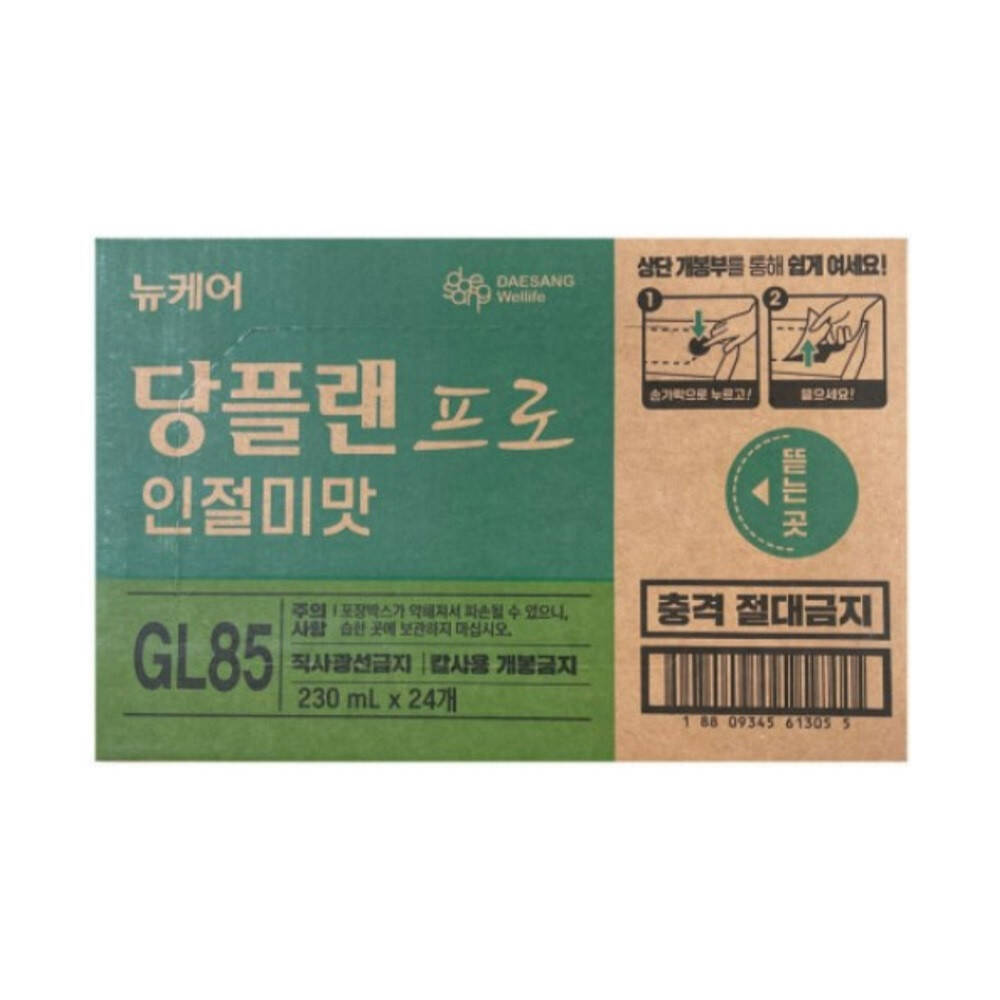 뉴케어
DAESANG
Wellife
당플랜 프로
인절미맛
GL85
주의 사항 포장박스가 약해져서 파손될 수 있으니,
습한 곳에 보관하지 마십시오.
직사광선금지 칼사용 개봉금지
230 mL x 24개
상단 개봉부를 통해 쉽게 여세요!
1
손가락으로 누르고!
2
뜯으세요!
뜯는곳
충격 절대금지
1 88 09345 61305 5